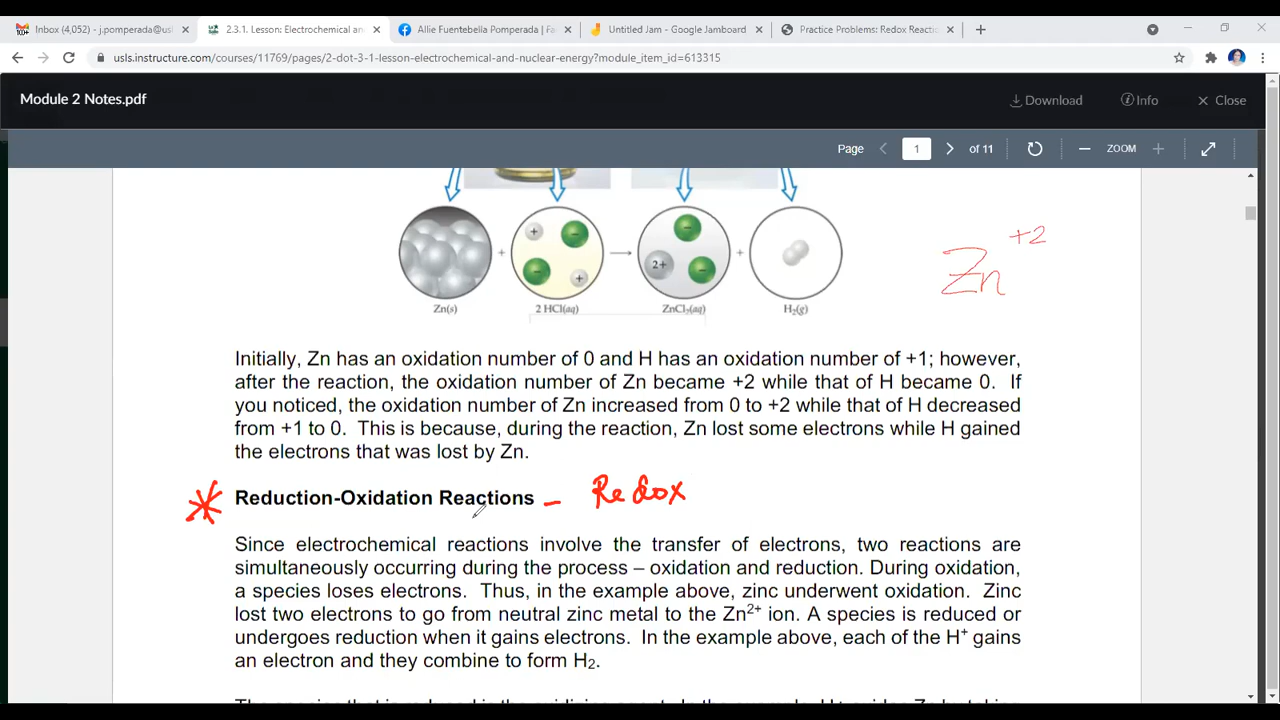 Inbox (4,052) - j.pomperada@us
2.3.1. Lesson: Electrochemical an
Allie Fuentebella Pomperada | Fa
Untitled Jam - Google Jamboard
Practice Problems: Redox Reactio
usls.instructure.com/courses/11769/pages/2-dot-3-1-lesson-electrochemical-and-nuclear-energy?module_item_id=613315
Module 2 Notes.pdf
Download
Info
Close
Page 1 of 11
ZOOM
+ → +
+ - 2+ - - + -
Zn(s) 2 HCl(aq) ZnCl₂(aq) H₂(g)
Zn+2
Initially, Zn has an oxidation number of 0 and H has an oxidation number of +1; however,
after the reaction, the oxidation number of Zn became +2 while that of H became 0. If
you noticed, the oxidation number of Zn increased from 0 to +2 while that of H decreased
from +1 to 0. This is because, during the reaction, Zn lost some electrons while H gained
the electrons that was lost by Zn.
* Reduction-Oxidation Reactions - Redox
Since electrochemical reactions involve the transfer of electrons, two reactions are
simultaneously occurring during the process – oxidation and reduction. During oxidation,
a species loses electrons. Thus, in the example above, zinc underwent oxidation. Zinc
lost two electrons to go from neutral zinc metal to the Zn²⁺ ion. A species is reduced or
undergoes reduction when it gains electrons. In the example above, each of the H⁺ gains
an electron and they combine to form H₂.